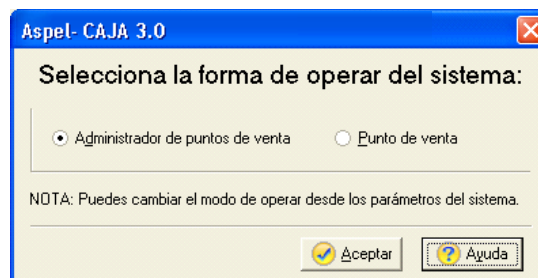 Aspel- CAJA 3.0
Selecciona la forma de operar del sistema:
Administrador de puntos de venta Punto de venta
NOTA: Puedes cambiar el modo de operar desde los parámetros del sistema.
Aceptar Ayuda